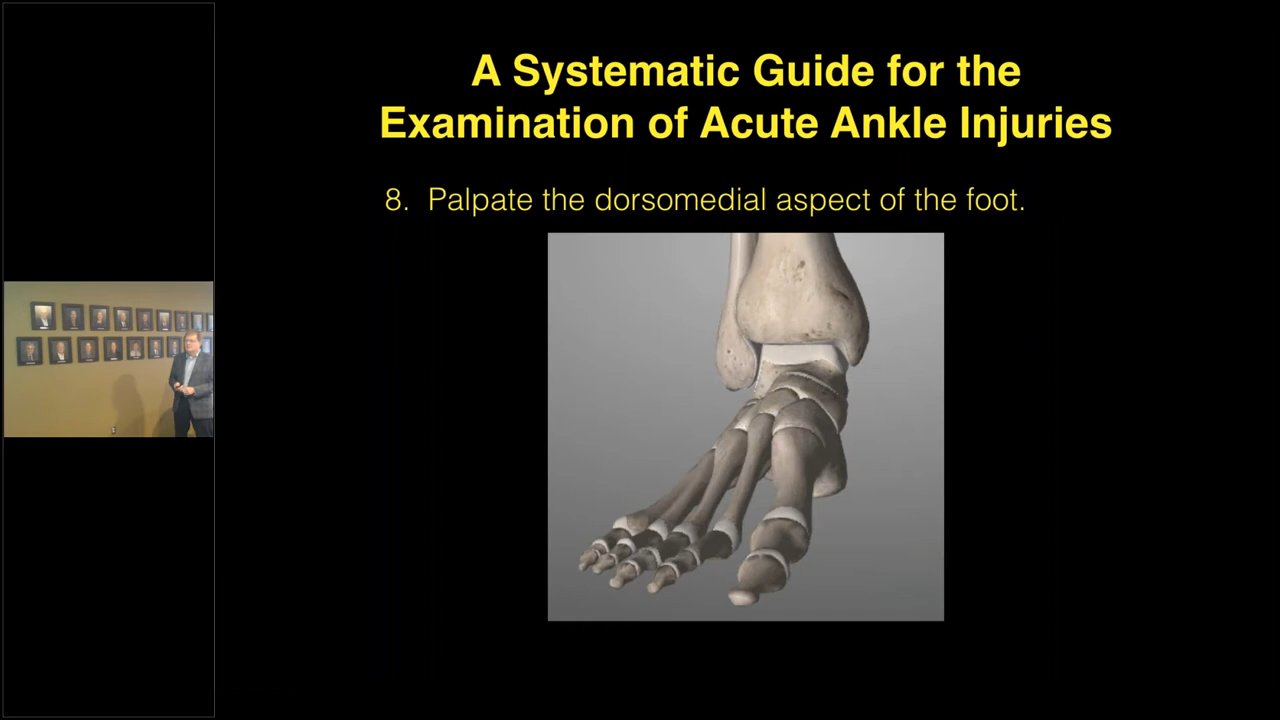 A Systematic Guide for the
Examination of Acute Ankle Injuries
8. Palpate the dorsomedial aspect of the foot.